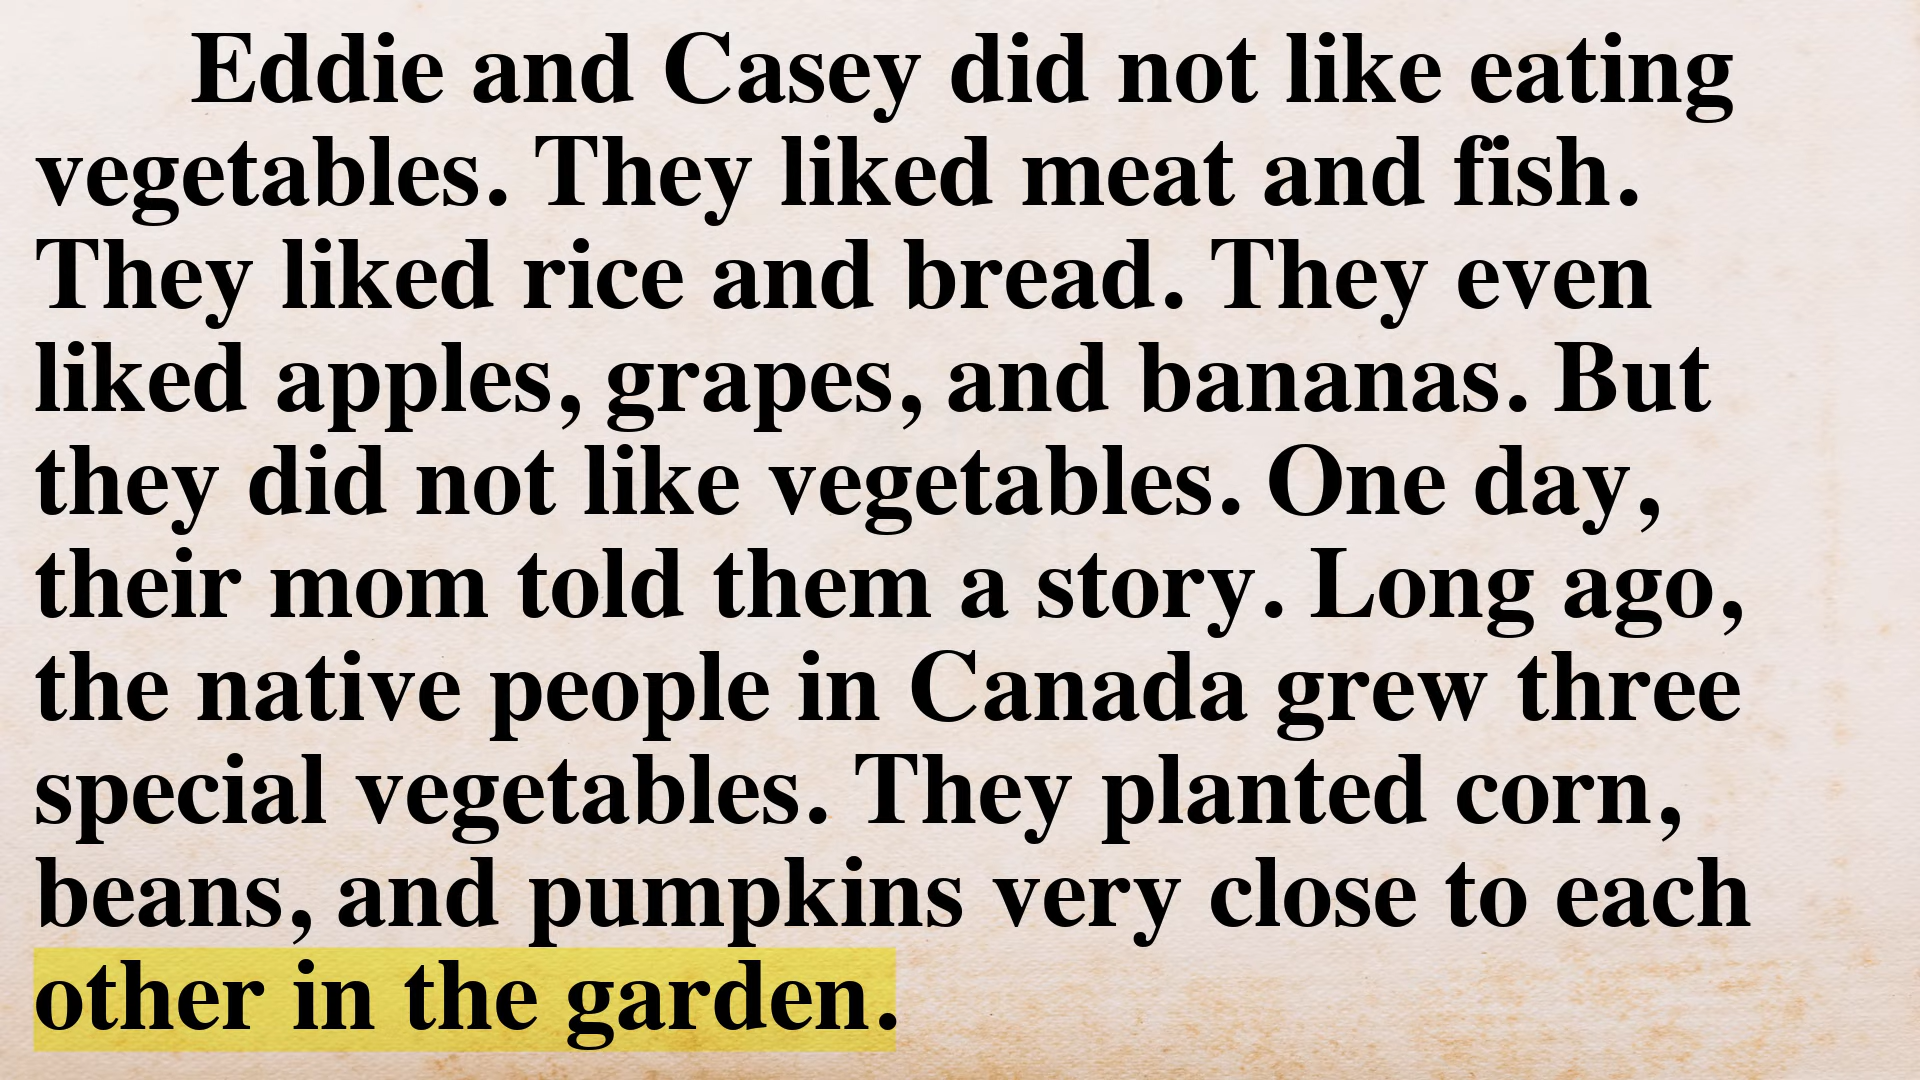 Eddie and Casey did not like eating
vegetables. They liked meat and fish.
They liked rice and bread. They even
liked apples, grapes, and bananas. But
they did not like vegetables. One day,
their mom told them a story. Long ago,
the native people in Canada grew three
special vegetables. They planted corn,
beans, and pumpkins very close to each
other in the garden.